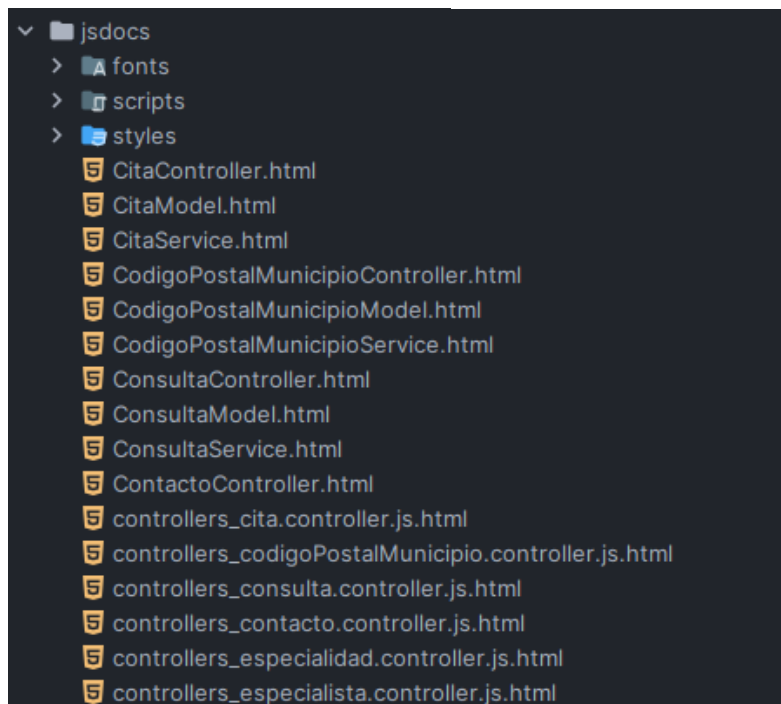 jsdocs
fonts
scripts
styles
CitaController.html
CitaModel.html
CitaService.html
CodigoPostalMunicipioController.html
CodigoPostalMunicipioModel.html
CodigoPostalMunicipioService.html
ConsultaController.html
ConsultaModel.html
ConsultaService.html
ContactoController.html
controllers_cita.controller.js.html
controllers_codigoPostalMunicipio.controller.js.html
controllers_consulta.controller.js.html
controllers_contacto.controller.js.html
controllers_especialidad.controller.js.html
controllers_especialista.controller.js.html